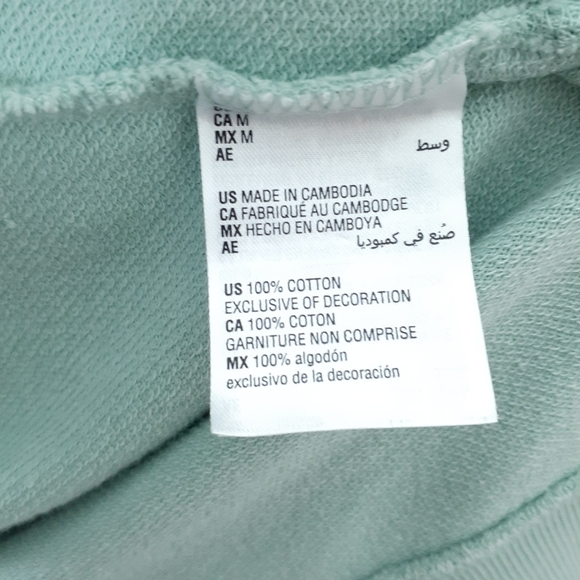 CA M
MX M
AE وسط
US MADE IN CAMBODIA
CA FABRIQUÉ AU CAMBODGE
MX HECHO EN CAMBOYA
AE صُنع في كمبوديا
US 100% COTTON
EXCLUSIVE OF DECORATION
CA 100% COTON
GARNITURE NON COMPRISE
MX 100% algodón
exclusivo de la decoración